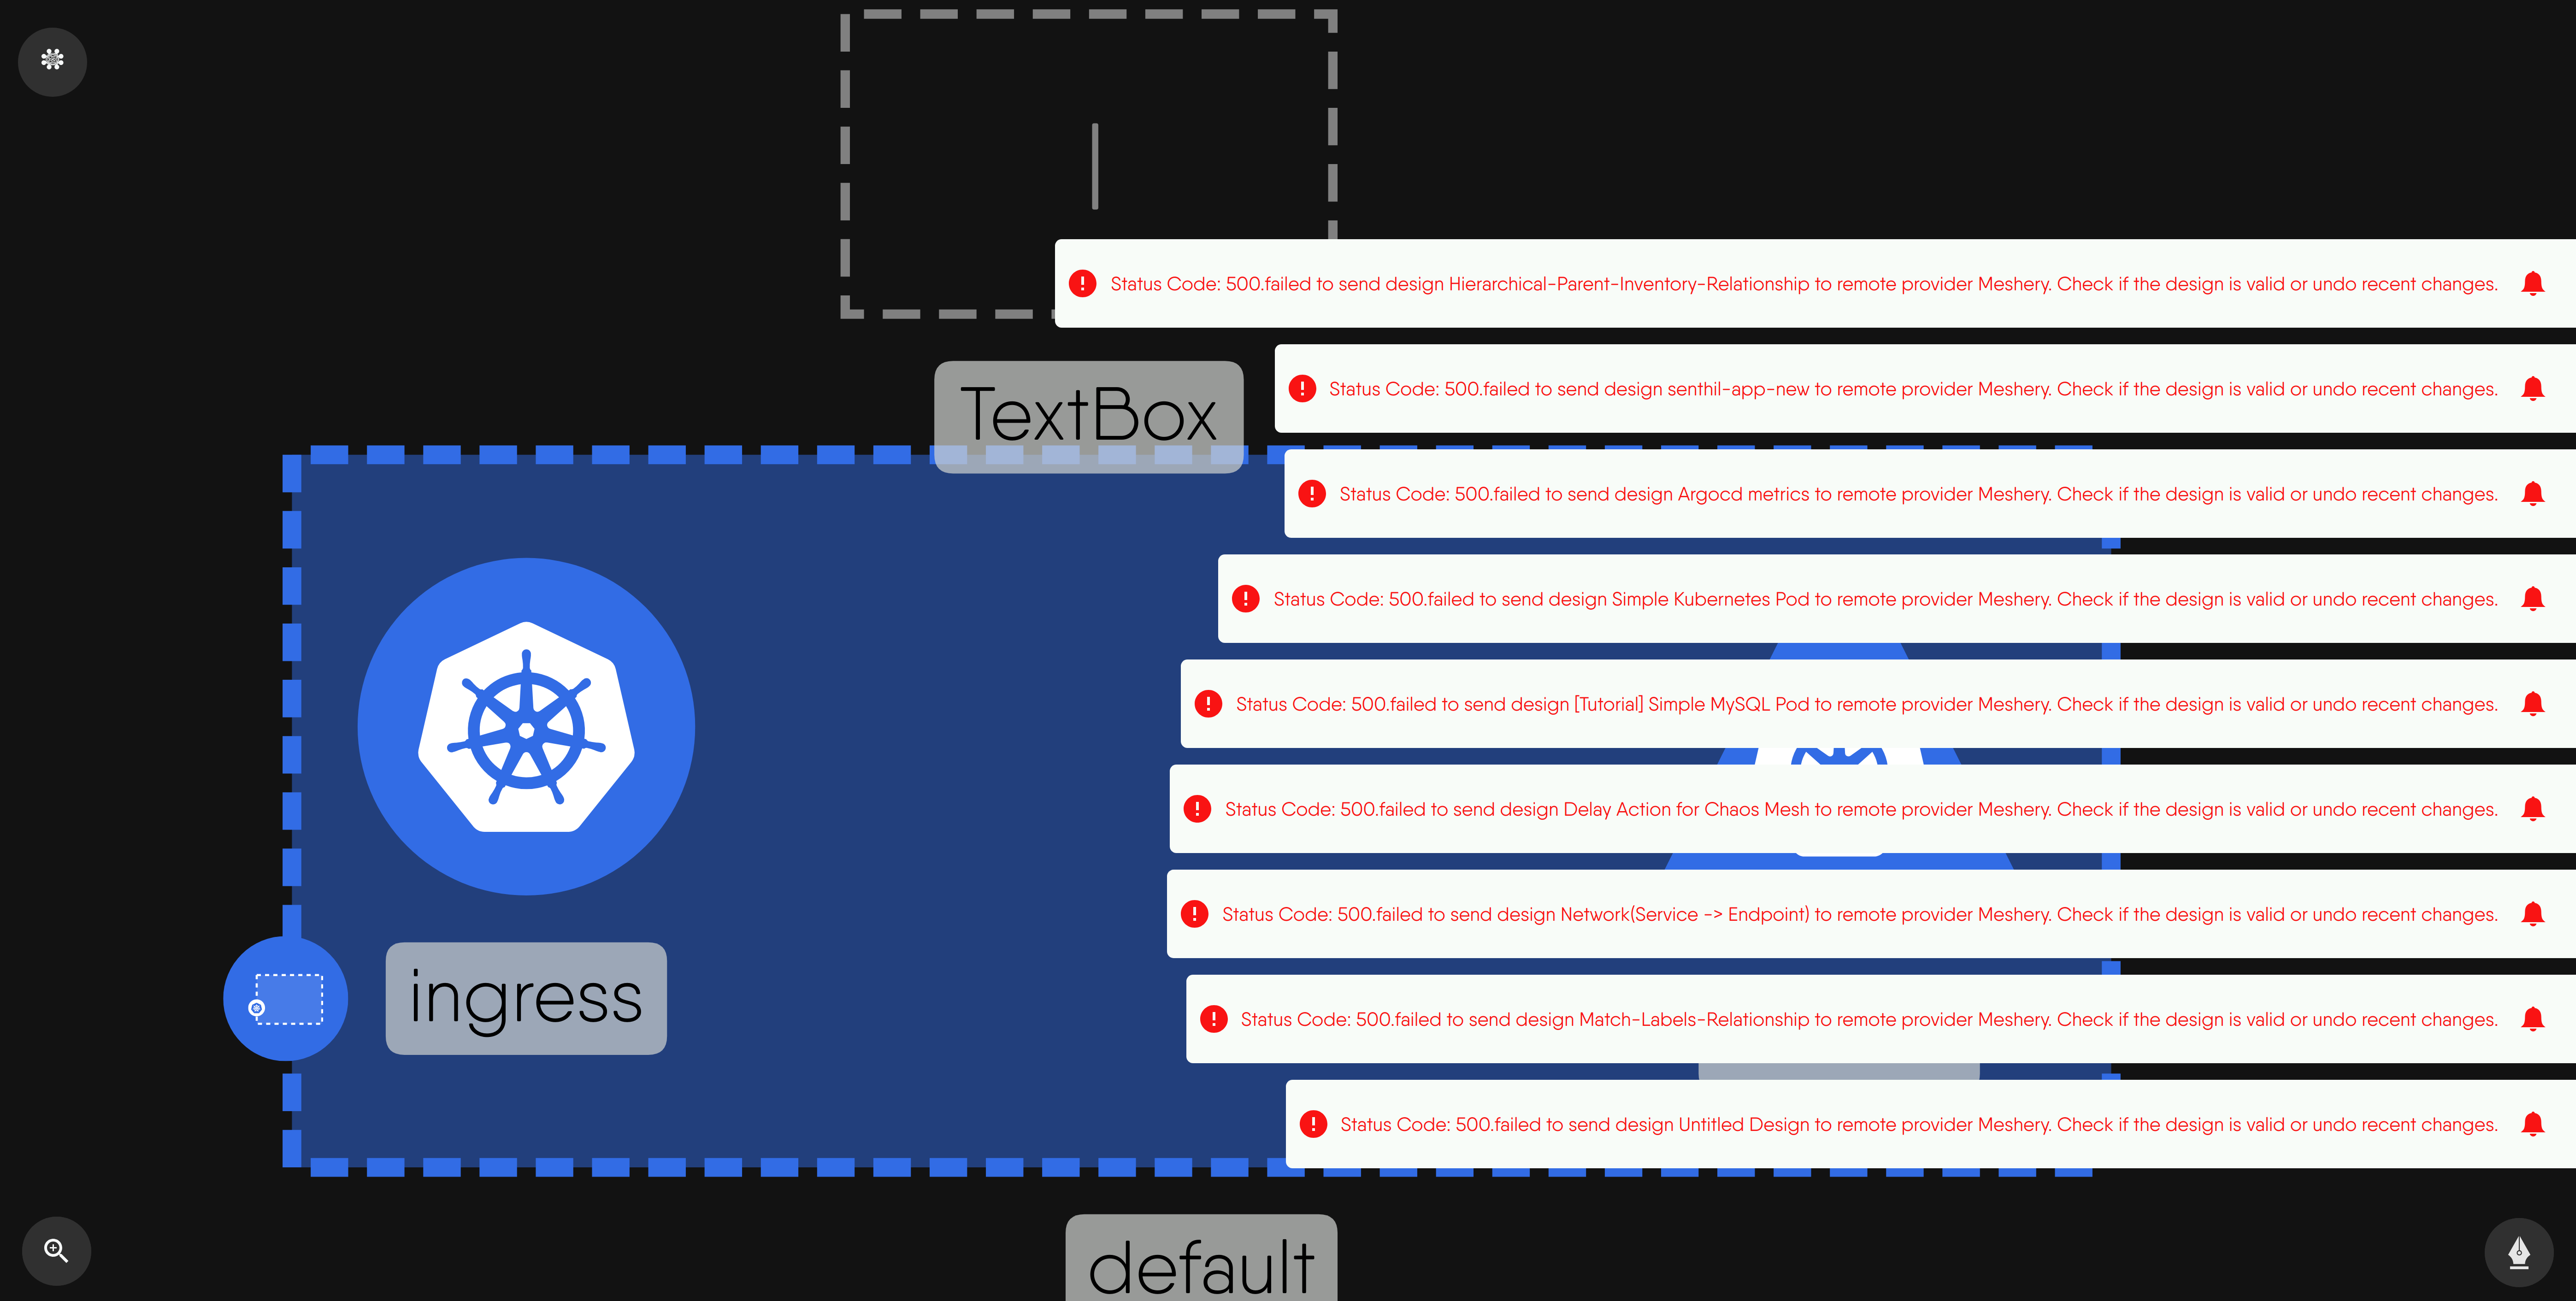 Status Code: 500.failed to send design Hierarchical-Parent-Inventory-Relationship to remote provider Meshery. Check if the design is valid or undo recent changes.
Status Code: 500.failed to send design senthil-app-new to remote provider Meshery. Check if the design is valid or undo recent changes.
TextBox
Status Code: 500.failed to send design Argocd metrics to remote provider Meshery. Check if the design is valid or undo recent changes.
Status Code: 500.failed to send design Simple Kubernetes Pod to remote provider Meshery. Check if the design is valid or undo recent changes.
Status Code: 500.failed to send design [Tutorial] Simple MySQL Pod to remote provider Meshery. Check if the design is valid or undo recent changes.
Status Code: 500.failed to send design Delay Action for Chaos Mesh to remote provider Meshery. Check if the design is valid or undo recent changes.
Status Code: 500.failed to send design Network(Service -> Endpoint) to remote provider Meshery. Check if the design is valid or undo recent changes.
ingress
Status Code: 500.failed to send design Match-Labels-Relationship to remote provider Meshery. Check if the design is valid or undo recent changes.
Status Code: 500.failed to send design Untitled Design to remote provider Meshery. Check if the design is valid or undo recent changes.
default